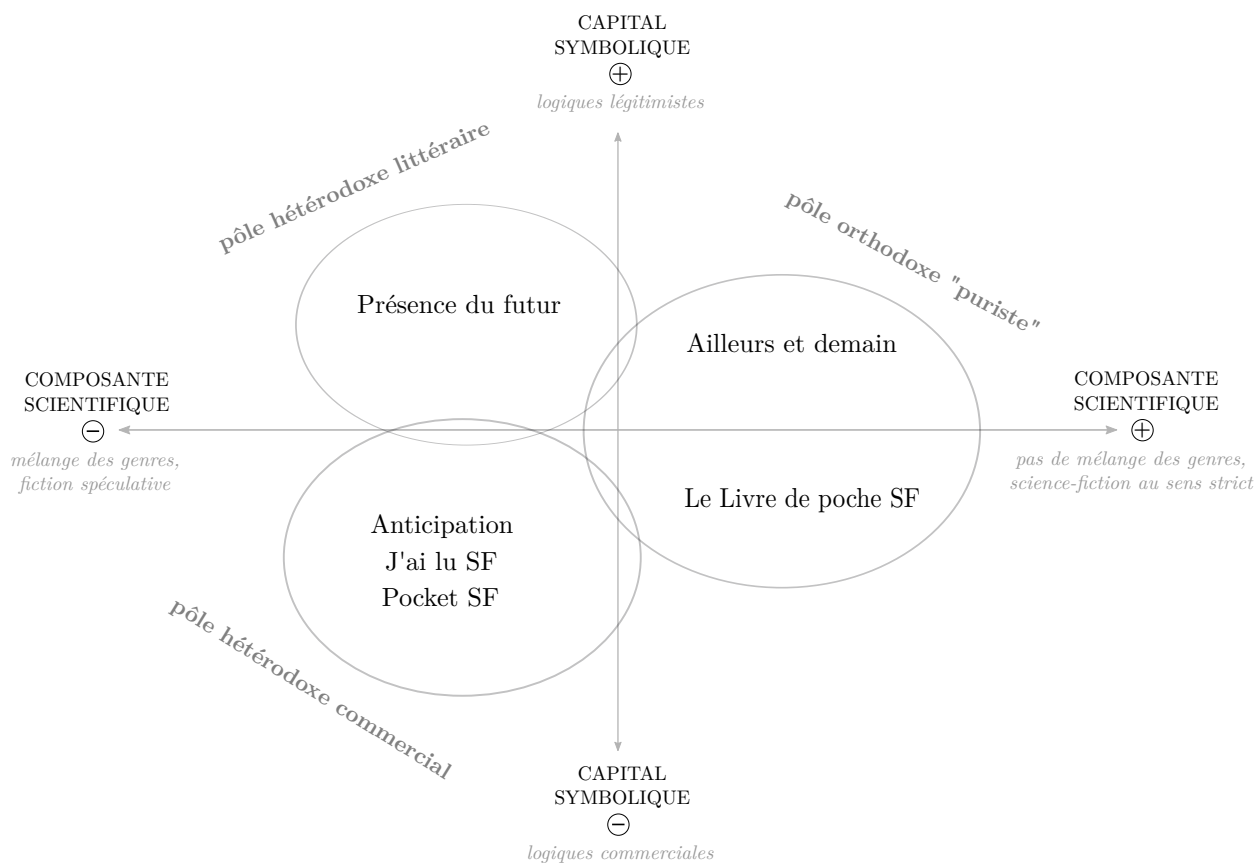 CAPITAL
SYMBOLIQUE
+
logiques légitimistes
pôle hétérodoxe littéraire
pôle orthodoxe "puriste"
Présence du futur
Ailleurs et demain
COMPOSANTE
SCIENTIFIQUE
−
mélange des genres,
fiction spéculative
COMPOSANTE
SCIENTIFIQUE
+
pas de mélange des genres,
science-fiction au sens strict
Le Livre de poche SF
Anticipation
J'ai lu SF
Pocket SF
pôle hétérodoxe commercial
CAPITAL
SYMBOLIQUE
−
logiques commerciales